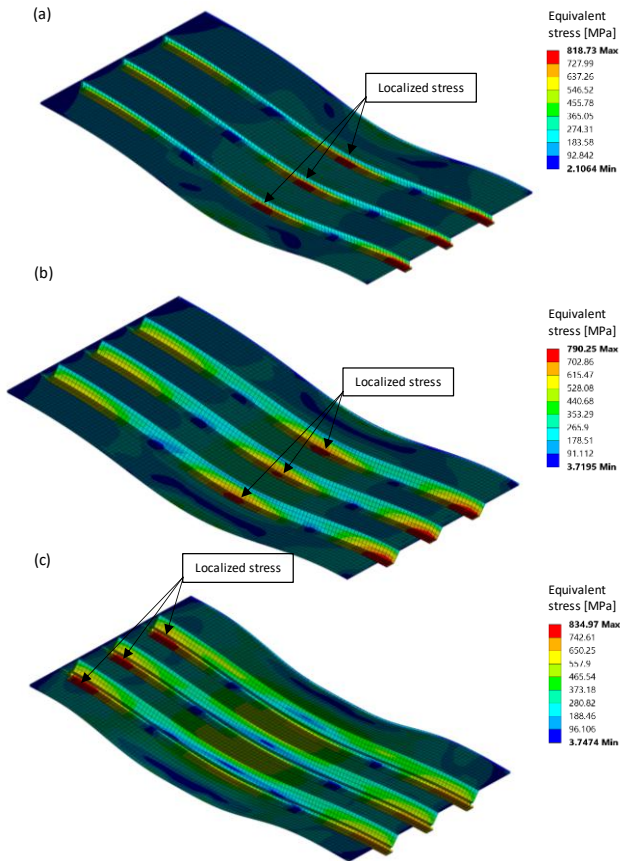 (a)
Equivalent
stress [MPa]
818.73 Max
727.99
637.26
546.52
455.78
365.05
274.31
183.58
92.842
2.1064 Min
Localized stress
(b)
Equivalent
stress [MPa]
790.25 Max
702.86
615.47
528.08
440.68
353.29
265.9
178.51
91.112
3.7195 Min
Localized stress
(c)
Localized stress
Equivalent
stress [MPa]
834.97 Max
742.61
650.25
557.9
465.54
373.18
280.82
188.46
96.106
3.7474 Min